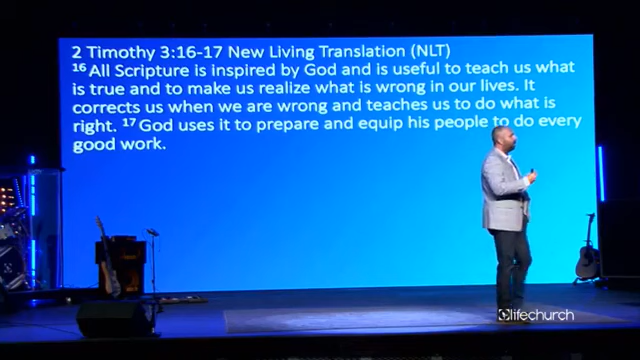 2 Timothy 3:16-17 New Living Translation (NLT)
16 All Scripture is inspired by God and is useful to teach us what
is true and to make us realize what is wrong in our lives. It
corrects us when we are wrong and teaches us to do what is
right. 17 God uses it to prepare and equip his people to do every
good work.
lifechurch